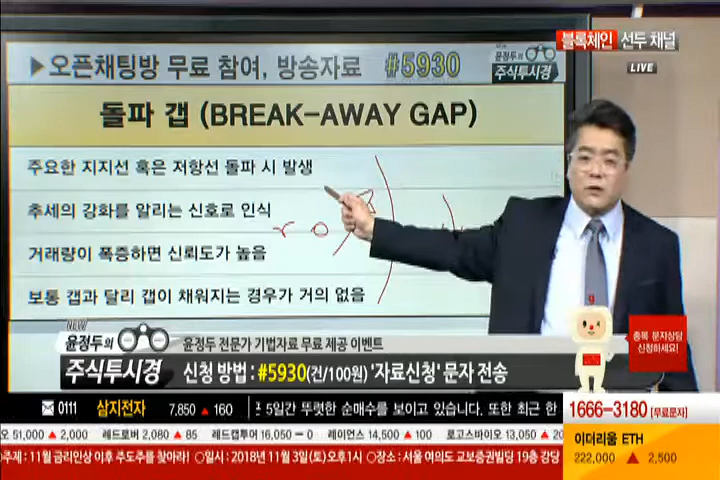 블록체인 선두 채널
LIVE
▶오픈채팅방 무료 참여, 방송자료 #5930
윤정두의
주식투시경
돌파 갭 (BREAK-AWAY GAP)
주요한 지지선 혹은 저항선 돌파 시 발생
추세의 강화를 알리는 신호로 인식
거래량이 폭증하면 신뢰도가 높음
보통 갭과 달리 갭이 채워지는 경우가 거의 없음
종목 문자상담
신청하세요!
NEW
윤정두의
주식투시경
윤정두 전문가 기법자료 무료 제공 이벤트
신청 방법 : #5930(건/100원) '자료신청' 문자 전송
0111 삼지전자 7,850 ▲ 160 5일간 뚜렷한 순매수를 보이고 있습니다. 또한 최근 한
1666-3180 [무료문자]
오 51,000 ▲ 2,000 레드로버 2,080 ▲ 85 레드캡투어 16,050 – 0 레이언스 14,500 ▲ 100 로고스바이오 13,050 ▲ 20
이더리움 ETH
222,000 ▲ 2,500
주제 : 11월 금리인상 이후 주도주를 찾아라! ○일시 : 2018년 11월 3일(토)오후 1시 ○장소 : 서울 여의도 교보증권빌딩 19층 강당